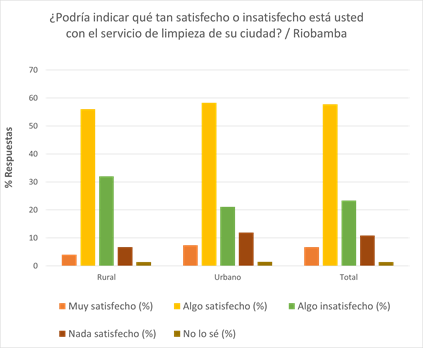 ¿Podría indicar qué tan satisfecho o insatisfecho está usted
con el servicio de limpieza de su ciudad? / Riobamba
% Respuestas
70
60
50
40
30
20
10
0
Rural
Urbano
Total
Muy satisfecho (%)
Algo satisfecho (%)
Algo insatisfecho (%)
Nada satisfecho (%)
No lo sé (%)